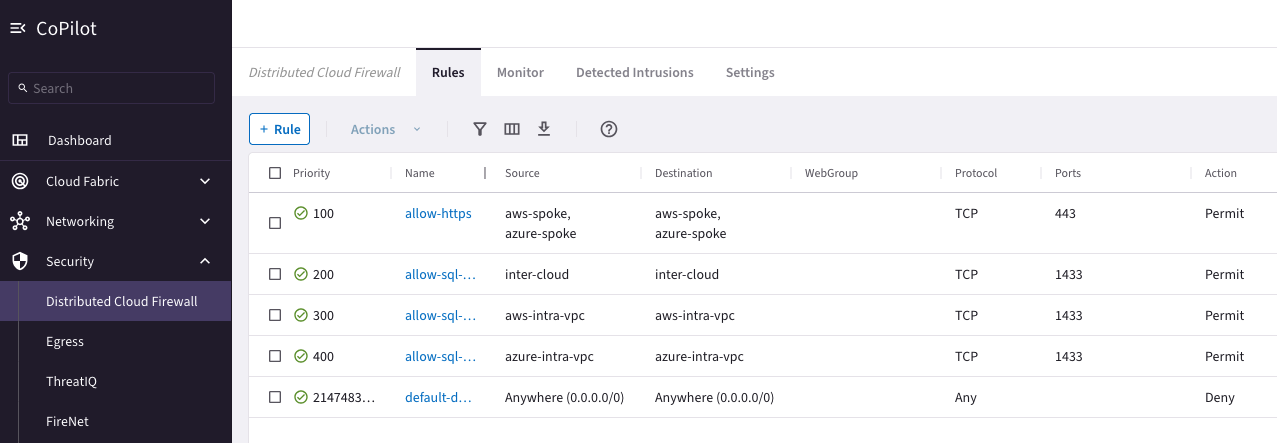 CoPilot
Search
Dashboard
Cloud Fabric
Networking
Security
Distributed Cloud Firewall
Egress
ThreatIQ
FireNet
Distributed Cloud Firewall Rules Monitor Detected Intrusions Settings
+ Rule Actions
Priority Name Source Destination WebGroup Protocol Ports Action
100 allow-https aws-spoke, aws-spoke, TCP 443 Permit
azure-spoke azure-spoke
200 allow-sql-... inter-cloud inter-cloud TCP 1433 Permit
300 allow-sql-... aws-intra-vpc aws-intra-vpc TCP 1433 Permit
400 allow-sql-... azure-intra-vpc azure-intra-vpc TCP 1433 Permit
2147483... default-d... Anywhere (0.0.0.0/0) Anywhere (0.0.0.0/0) Any Deny